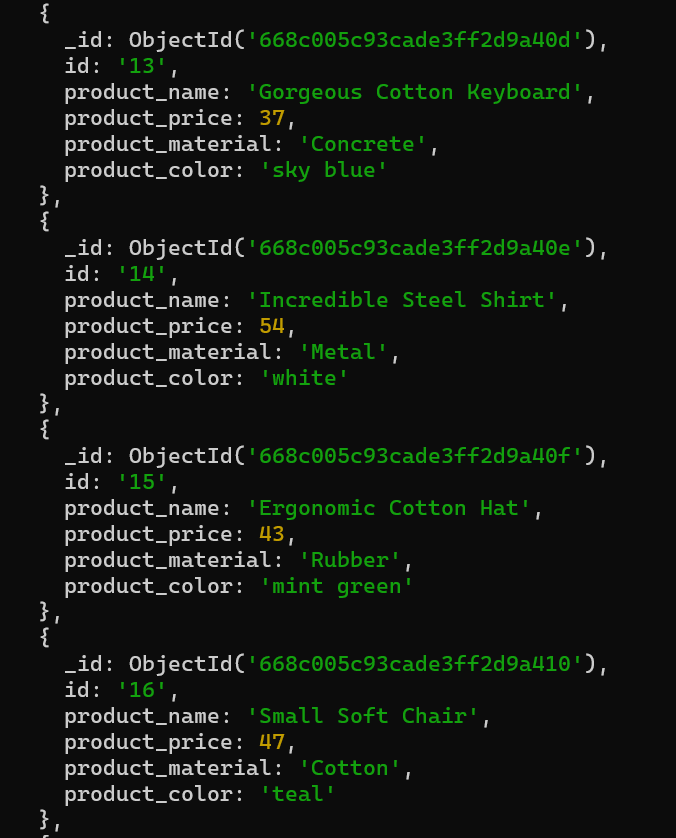 {
_id: ObjectId('668c005c93cade3ff2d9a40d'),
id: '13',
product_name: 'Gorgeous Cotton Keyboard',
product_price: 37,
product_material: 'Concrete',
product_color: 'sky blue'
},
{
_id: ObjectId('668c005c93cade3ff2d9a40e'),
id: '14',
product_name: 'Incredible Steel Shirt',
product_price: 54,
product_material: 'Metal',
product_color: 'white'
},
{
_id: ObjectId('668c005c93cade3ff2d9a40f'),
id: '15',
product_name: 'Ergonomic Cotton Hat',
product_price: 43,
product_material: 'Rubber',
product_color: 'mint green'
},
{
_id: ObjectId('668c005c93cade3ff2d9a410'),
id: '16',
product_name: 'Small Soft Chair',
product_price: 47,
product_material: 'Cotton',
product_color: 'teal'
},